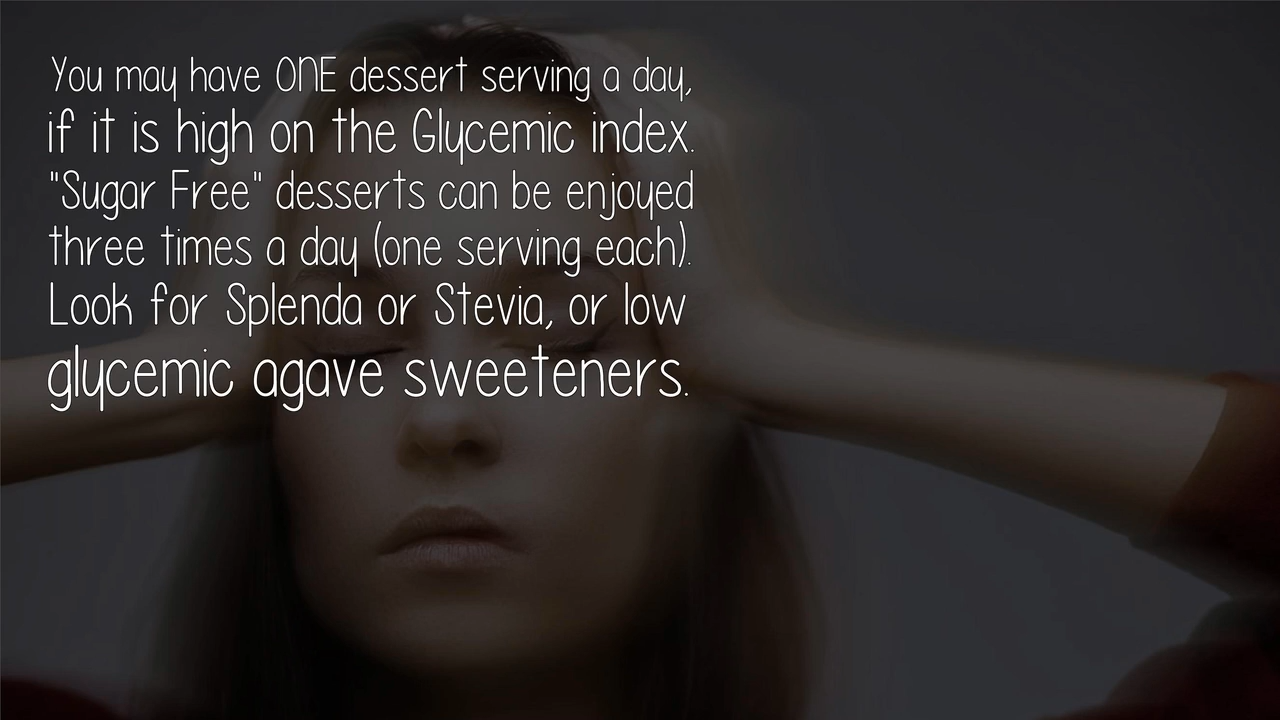 You may have ONE dessert serving a day,
if it is high on the Glycemic index.
"Sugar Free" desserts can be enjoyed
three times a day (one serving each).
Look for Splenda or Stevia, or low
glycemic agave sweeteners.